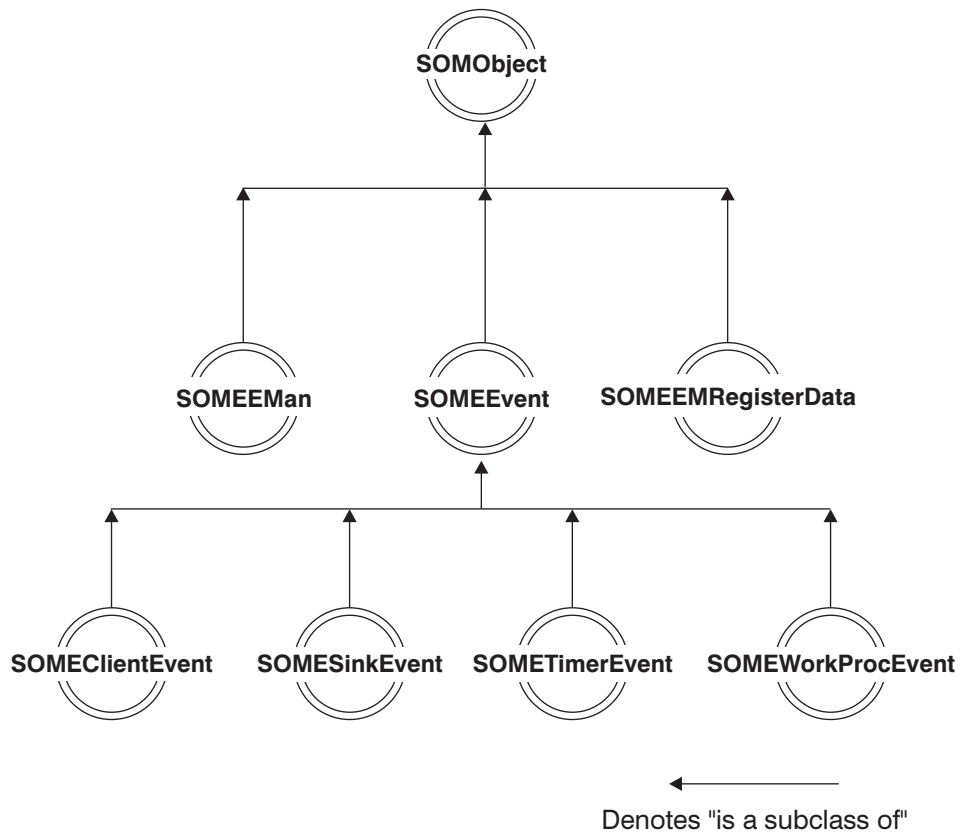 SOMObject
SOMEEMan
SOMEEvent
SOMEEMRegisterData
SOMEClientEvent
SOMESinkEvent
SOMETimerEvent
SOMEWorkProcEvent
Denotes "is a subclass of"